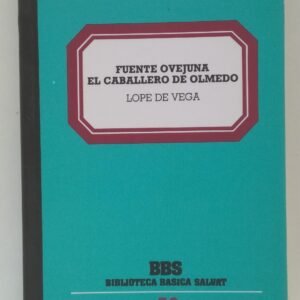 FUENTE OVEJUNA
EL CABALLERO DE OLMEDO
LOPE DE VEGA
BBS
BIBLIOTECA BASICA SALVAT